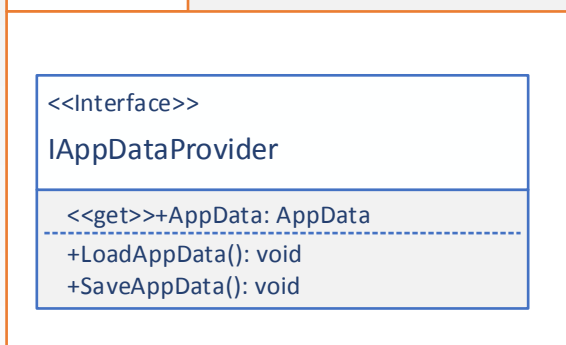 <<Interface>>
IAppDataProvider
<<get>>+AppData: AppData
+LoadAppData(): void
+SaveAppData(): void